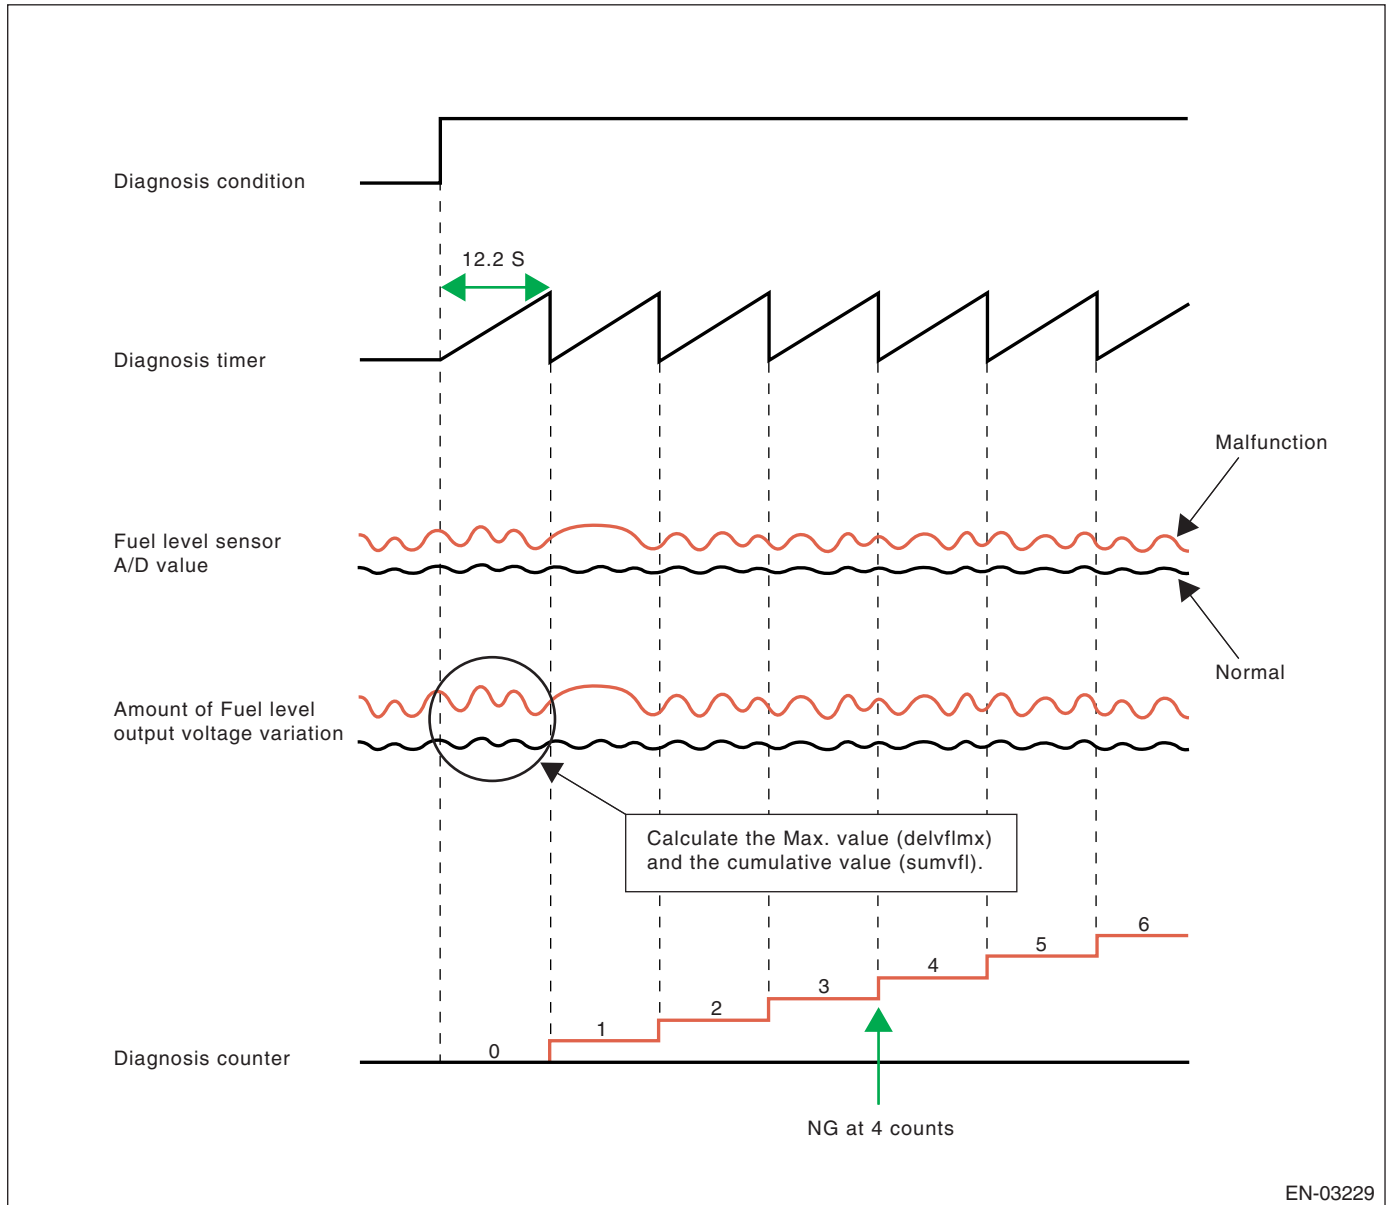 Diagnosis condition
12.2 S
Diagnosis timer
Malfunction
Fuel level sensor
A/D value
Normal
Amount of Fuel level
output voltage variation
Calculate the Max. value (delvflmx)
and the cumulative value (sumvfl).
6
5
4
3
2
1
0
Diagnosis counter
NG at 4 counts
EN-03229